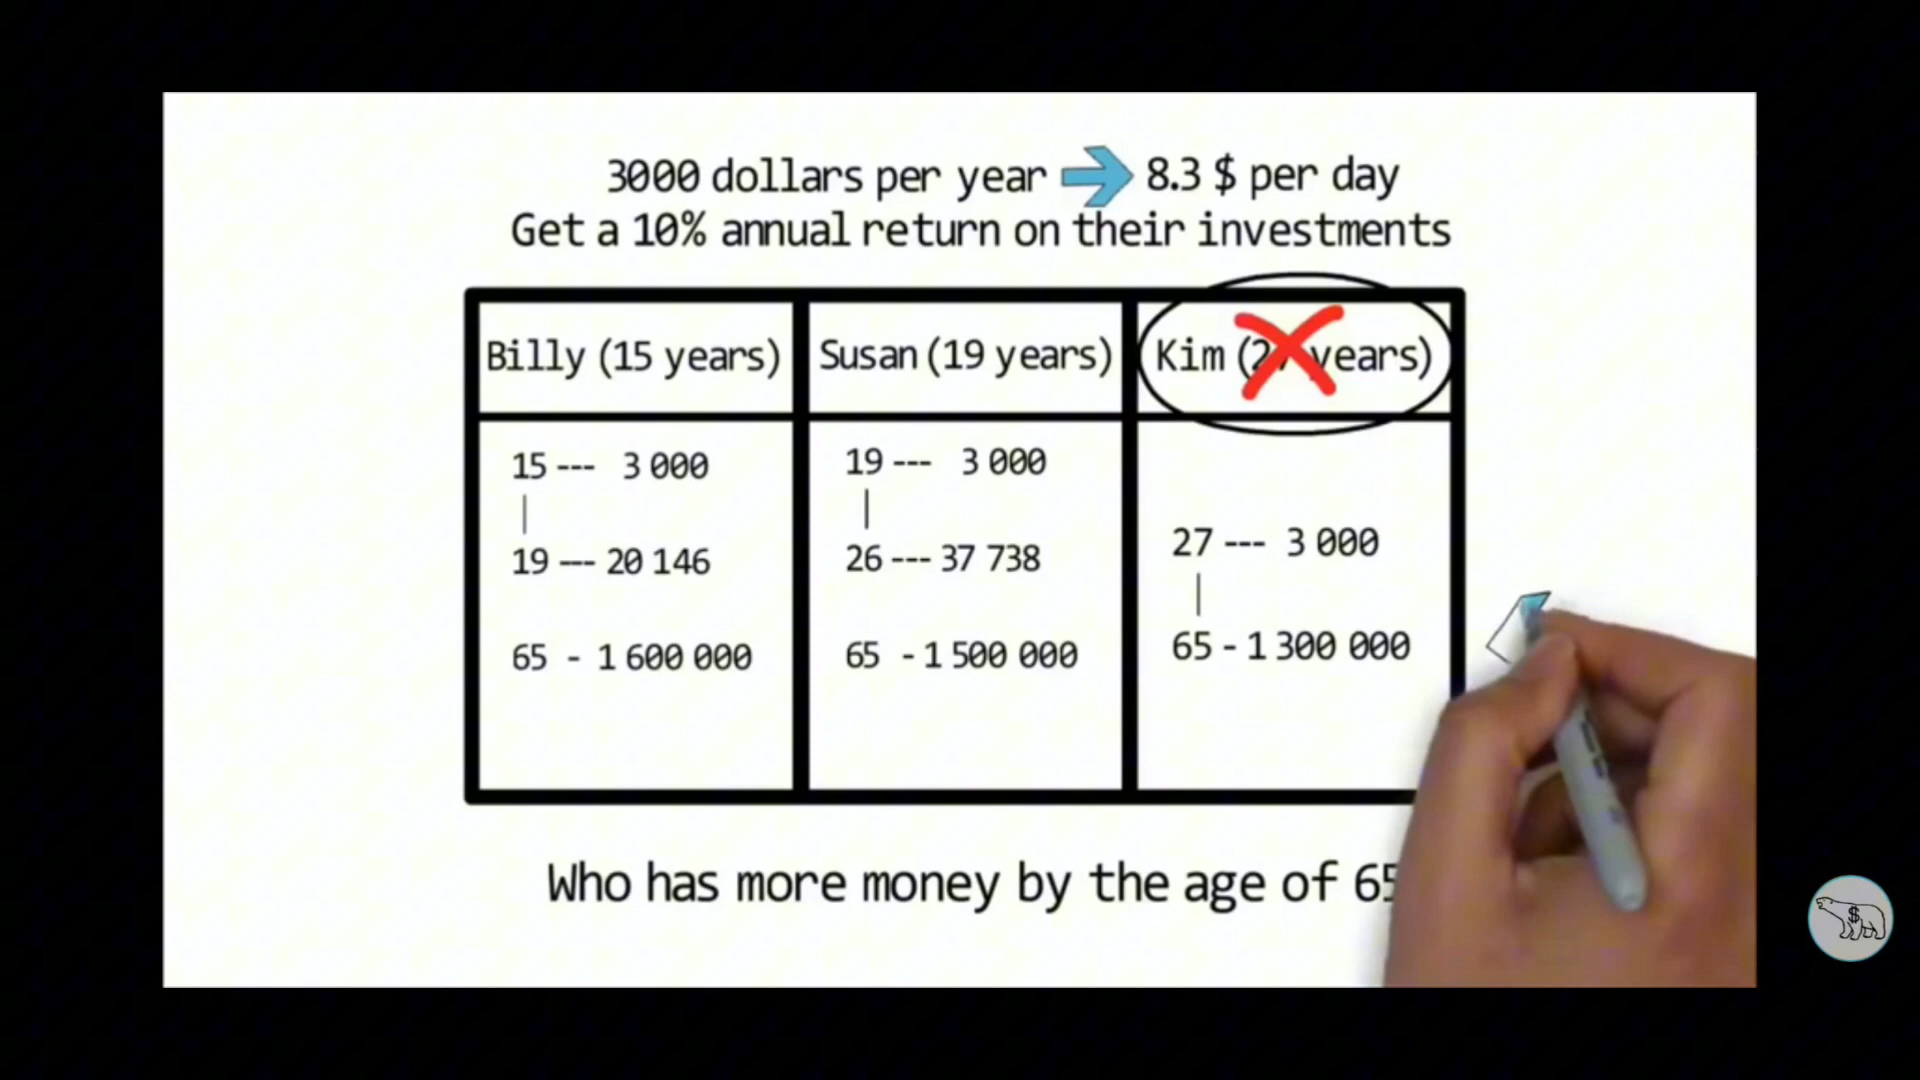 3000 dollars per year 8.3 $ per day
Get a 10% annual return on their investments
Billy (15 years)
Susan (19 years)
Kim (27 years)
15 --- 3 000
19 --- 20 146
65 - 1 600 000
19 --- 3 000
26 --- 37 738
65 - 1 500 000
27 --- 3 000
65 - 1 300 000
Who has more money by the age of 65
$